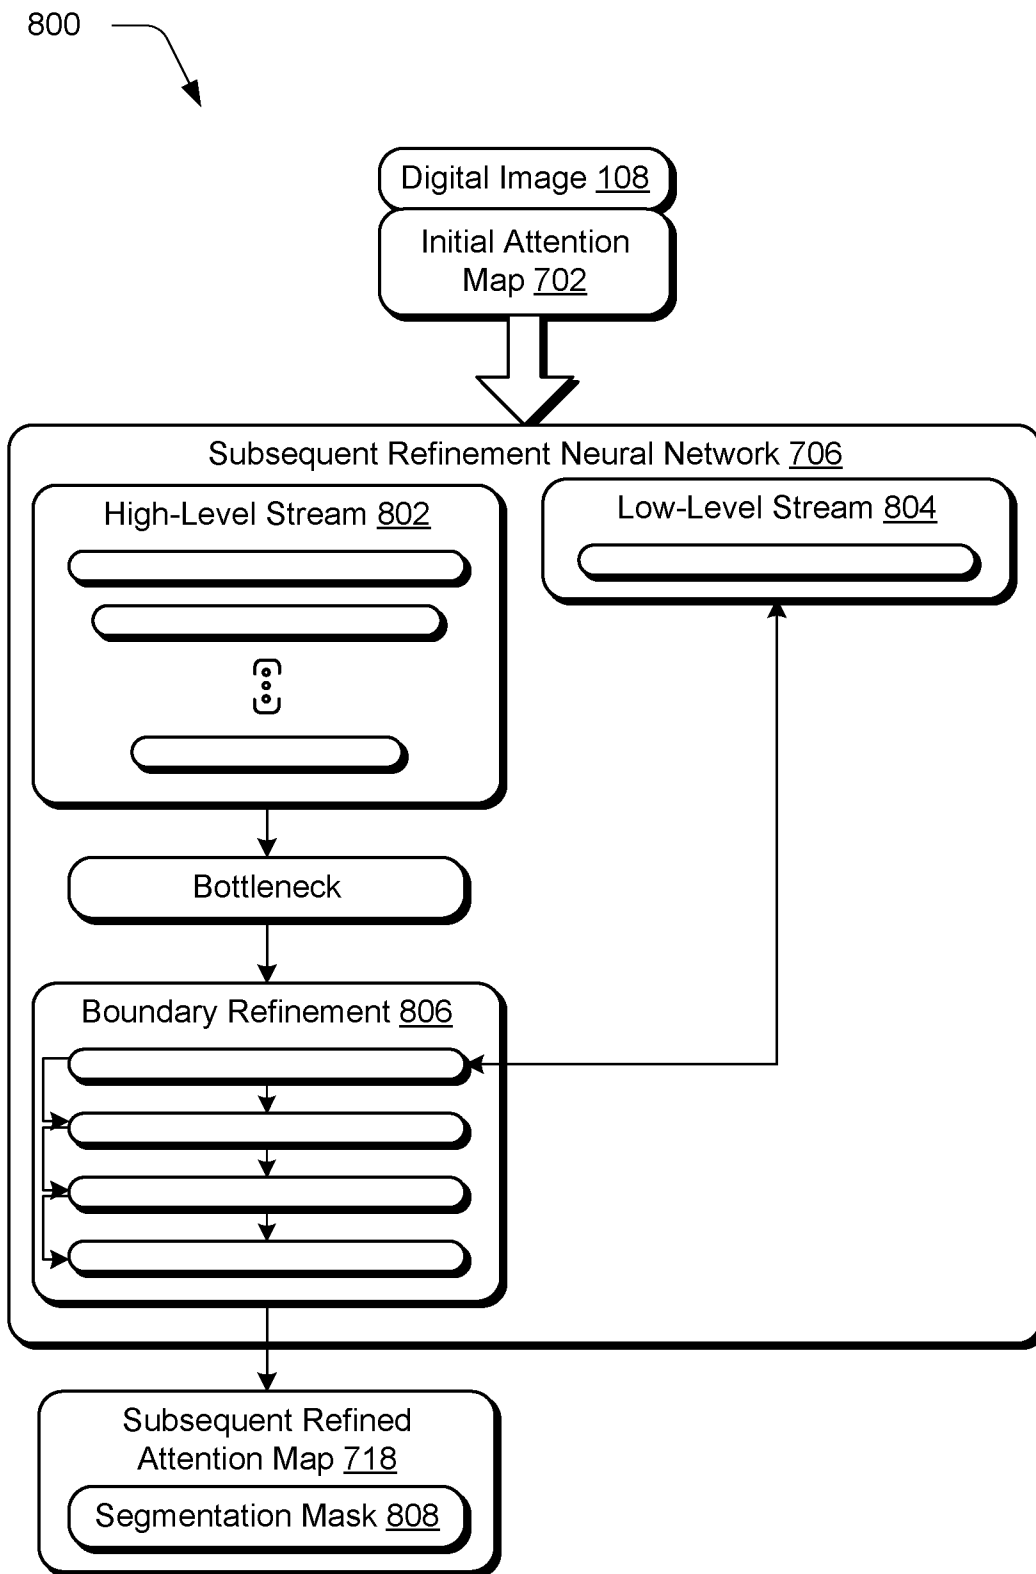 800
Digital Image 108
Initial Attention
Map 702
Subsequent Refinement Neural Network 706
High-Level Stream 802
Low-Level Stream 804
Bottleneck
Boundary Refinement 806
Subsequent Refined
Attention Map 718
Segmentation Mask 808